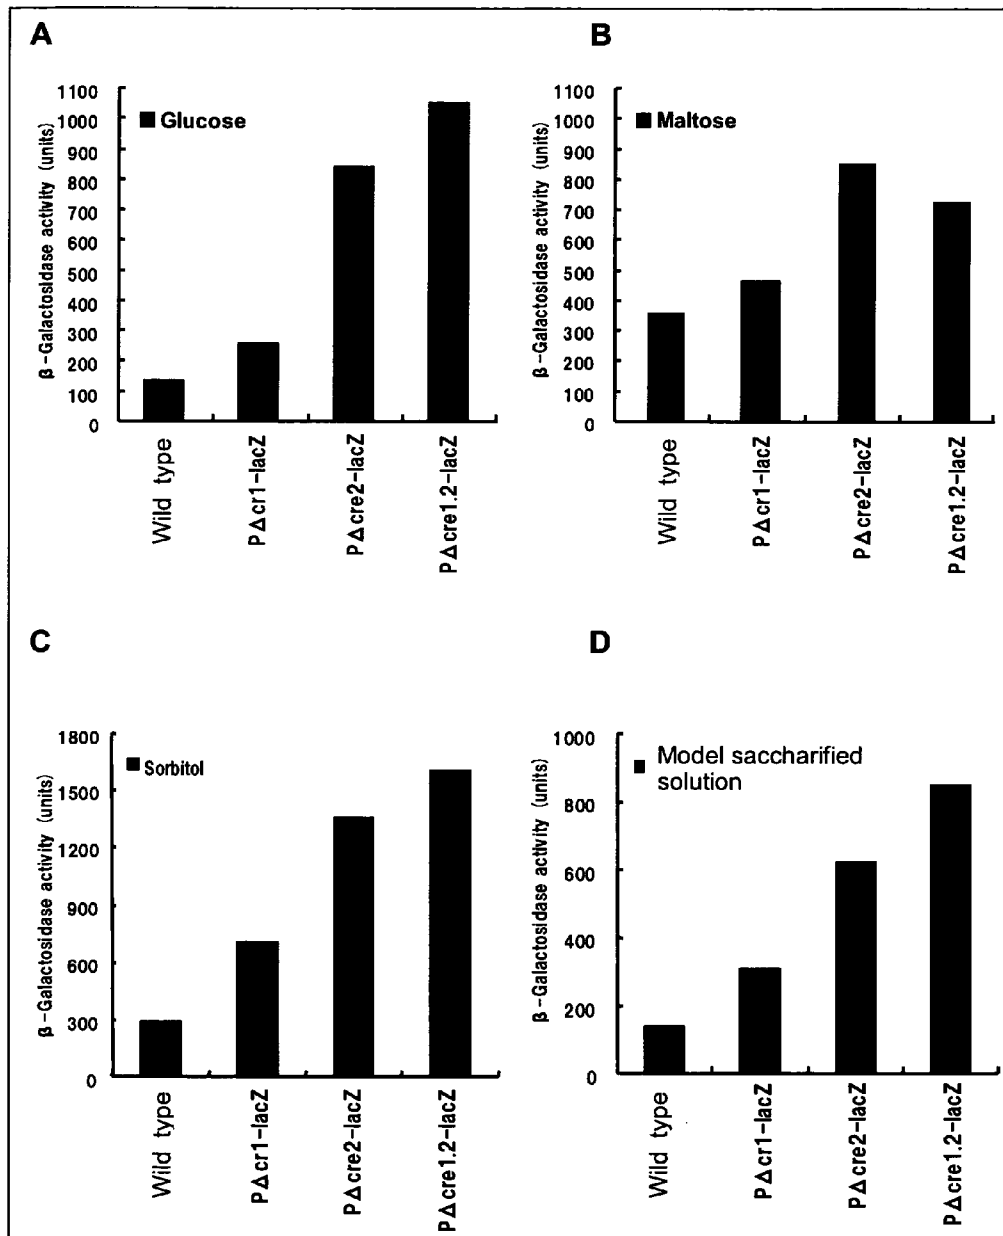 A
β-Galactosidase activity (units)
1100
1000
900
800
700
600
500
400
300
200
100
0
Glucose
Wild type
PΔcr1-lacZ
PΔcre2-lacZ
PΔcre1.2-lacZ
B
β-Galactosidase activity (units)
1100
1000
900
800
700
600
500
400
300
200
100
0
Maltose
Wild type
PΔcr1-lacZ
PΔcre2-lacZ
PΔcre1.2-lacZ
C
β-Galactosidase activity (units)
1800
1500
1200
900
600
300
0
Sorbitol
Wild type
PΔcr1-lacZ
PΔcre2-lacZ
PΔcre1.2-lacZ
D
β-Galactosidase activity (units)
1000
800
600
400
200
0
Model saccharified
solution
Wild type
PΔcr1-lacZ
PΔcre2-lacZ
PΔcre1.2-lacZ